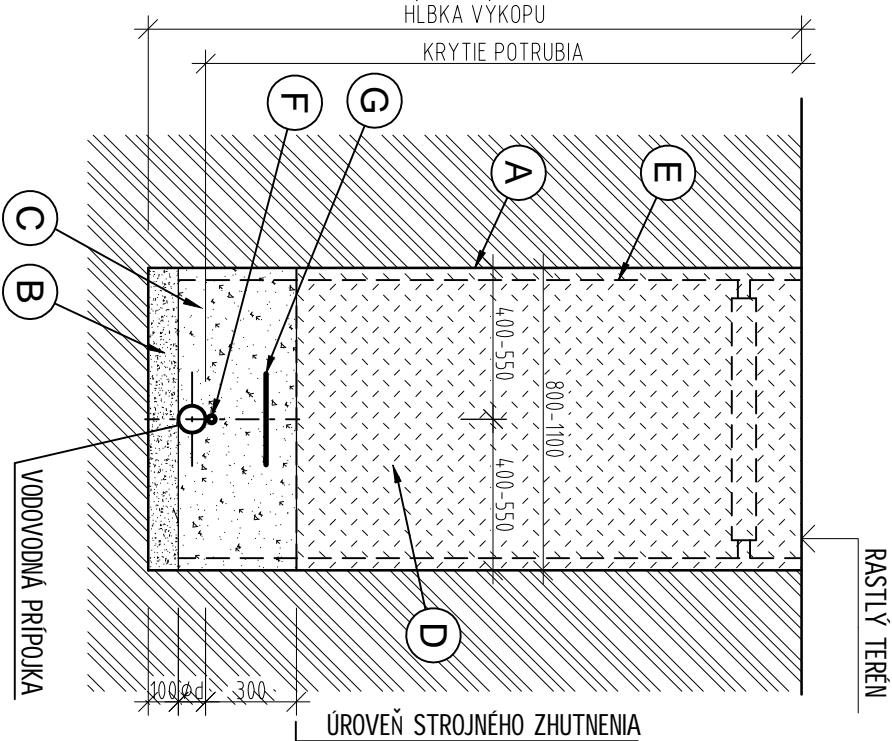 HLBKA VÝKOPU
KRYTIE POTRUBIA
F
G
A
E
C
B
400-550
800-1100
400-550
D
RASTLÝ TERÉN
VODOVODNÁ PRÍPOJKA
100
ød
300
ÚROVEŇ STROJNÉHO ZHUTNENIA